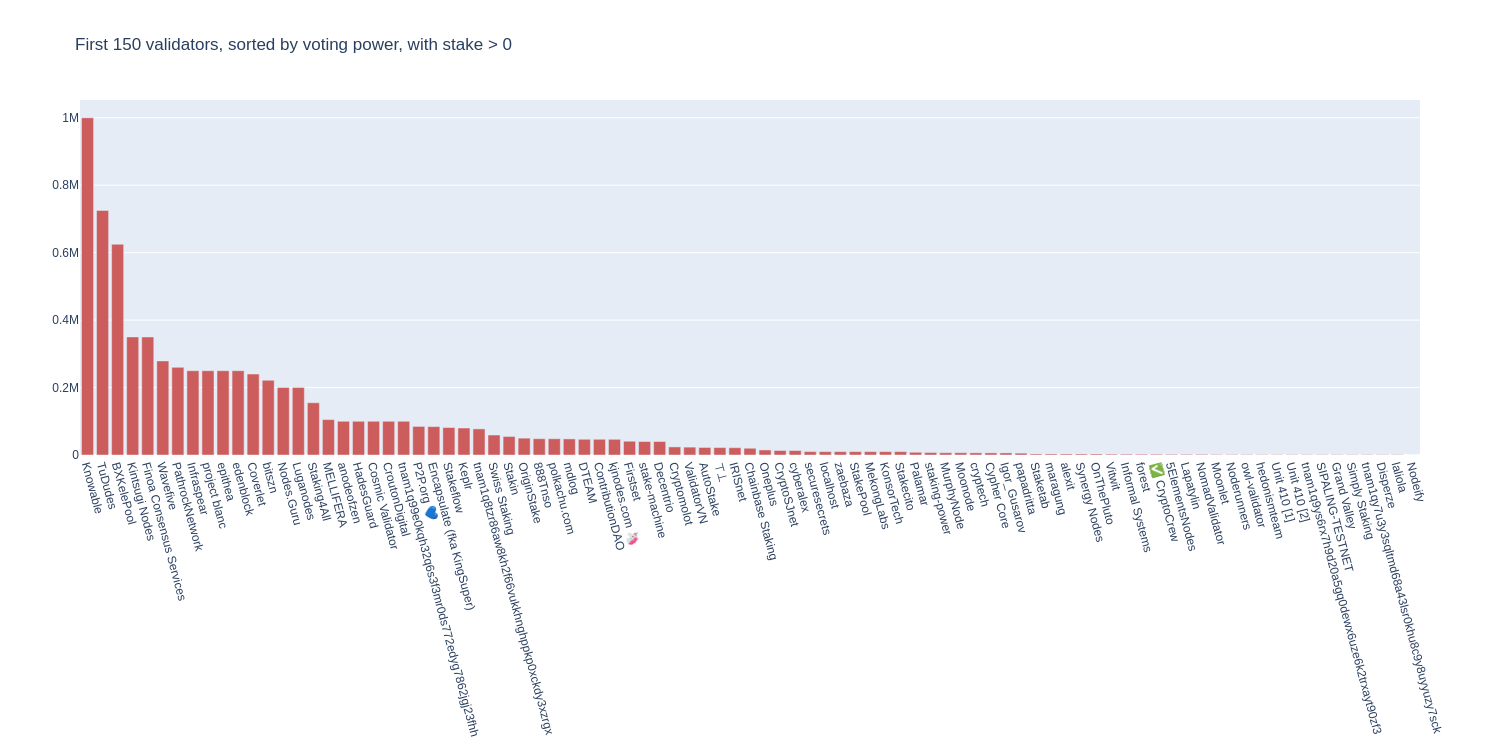 First 150 validators, sorted by voting power, with stake > 0
1M
0.8M
0.6M
0.4M
0.2M
0
Knowable
TuDudes
BXKelePool
Kintsugi Nodes
Finoa Consensus Services
Wavefive
PathrockNetwork
Infraspear
project blanc
epithea
edenblock
Coverlet
bitszn
Nodes.Guru
Luganodes
Staking4All
MELLIFERA
anodeofzen
HadesGuard
Cosmic Validator
CroutonDigital
P2P.org 💙
Encapsulate (fka KingSuper)
Stakeflow
Keplr
Swiss Staking
Stakin
OriginStake
888Thso
polkachu.com
mdlog
DTEAM
ContributionDAO
kjnodes.com 🦄
Firstset
stake-machine
Decentrio
Cryptomolot
ValidatorVN
AutoStake
T⊥
IRISnet
Chainbase Staking
Oneplus
CryptoSJnet
cyberalex
securesecrets
localhost
zaebaza
StakePool
MekongLabs
KonsorTech
Stakecito
Palamar
staking-power
MurphyNode
Moonode
cryptech
Cypher Core
Igor_Gusarov
papadritta
Staketab
maragung
alexit
Synergy Nodes
OnThePluto
Vitwit
Informal Systems
forest
✅ CryptoCrew
5ElementsNodes
Lapatylin
NomadValidator
Moonlet
Noderunners
owl-validator
hedonismteam
Unit 410 [1]
Unit 410 [2]
SIPALING-TESTNET
Grand Valley
Simply Staking
Disperze
laliola
Nodeify